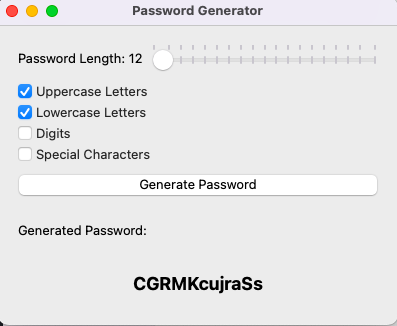 Password Generator
Password Length: 12
Uppercase Letters
Lowercase Letters
Digits
Special Characters
Generate Password
Generated Password:
CGRMKcujraSs